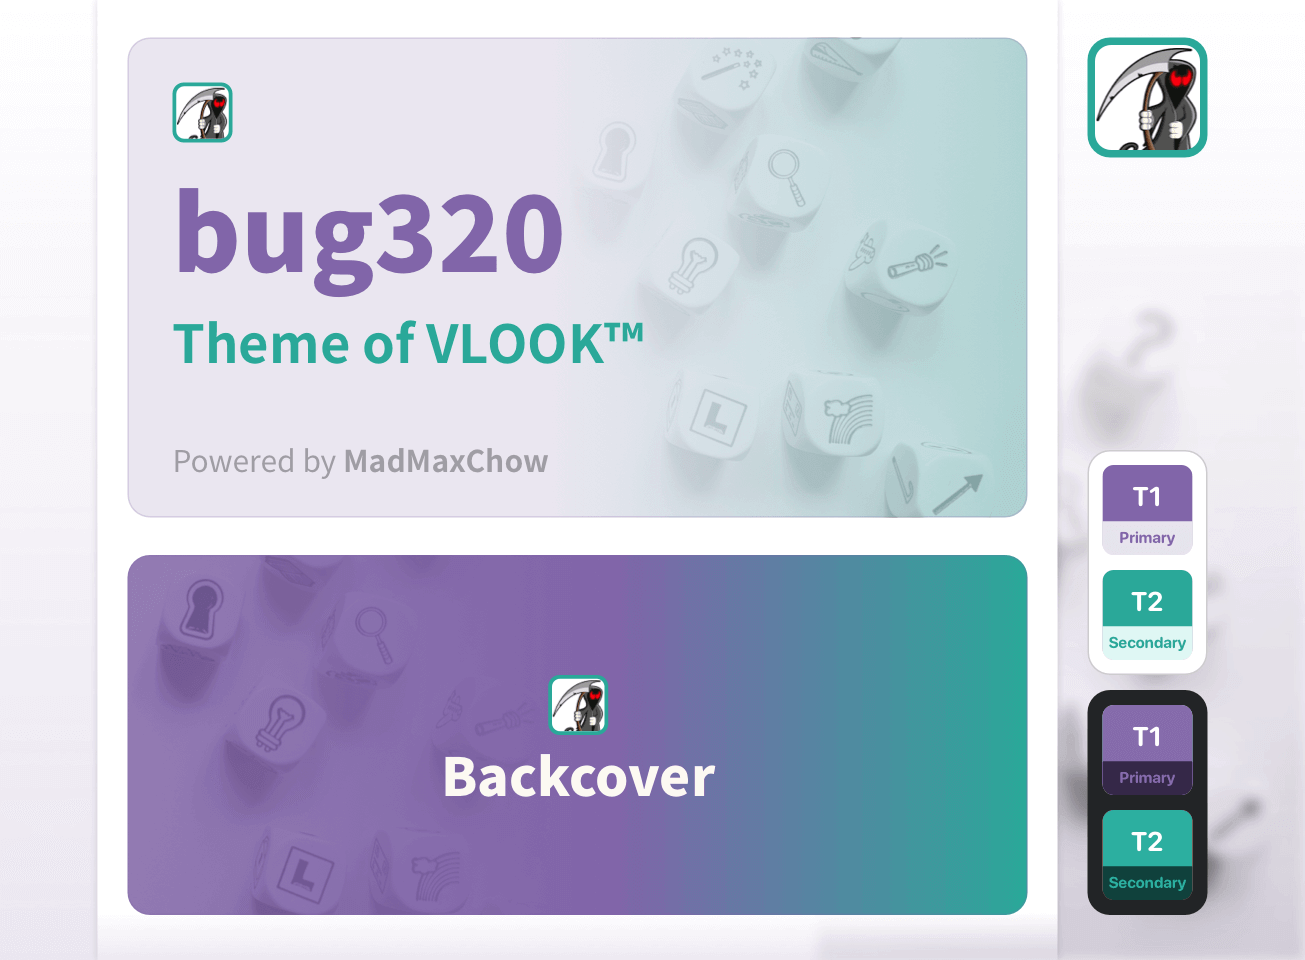 bug320
Theme of VLOOK™
Powered by MadMaxChow
Backcover
T1
Primary
T2
Secondary
T1
Primary
T2
Secondary